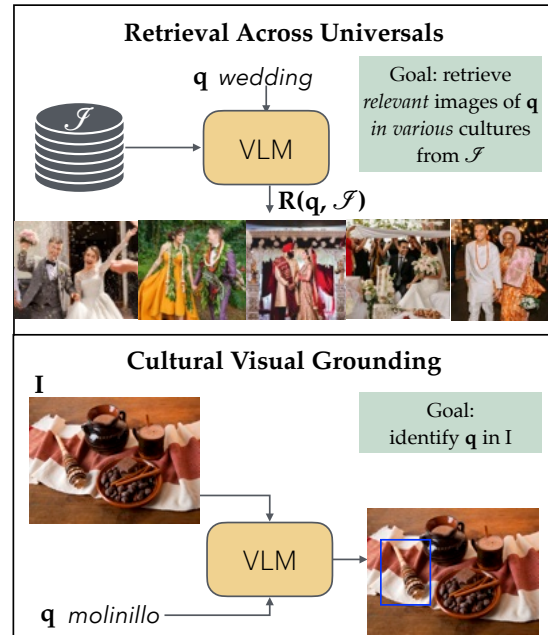 Retrieval Across Universals
q wedding
Goal: retrieve
relevant images of q
in various cultures
from ℐ
ℐ
VLM
R(q, ℐ)
Cultural Visual Grounding
I
Goal:
identify q in I
VLM
q molinillo